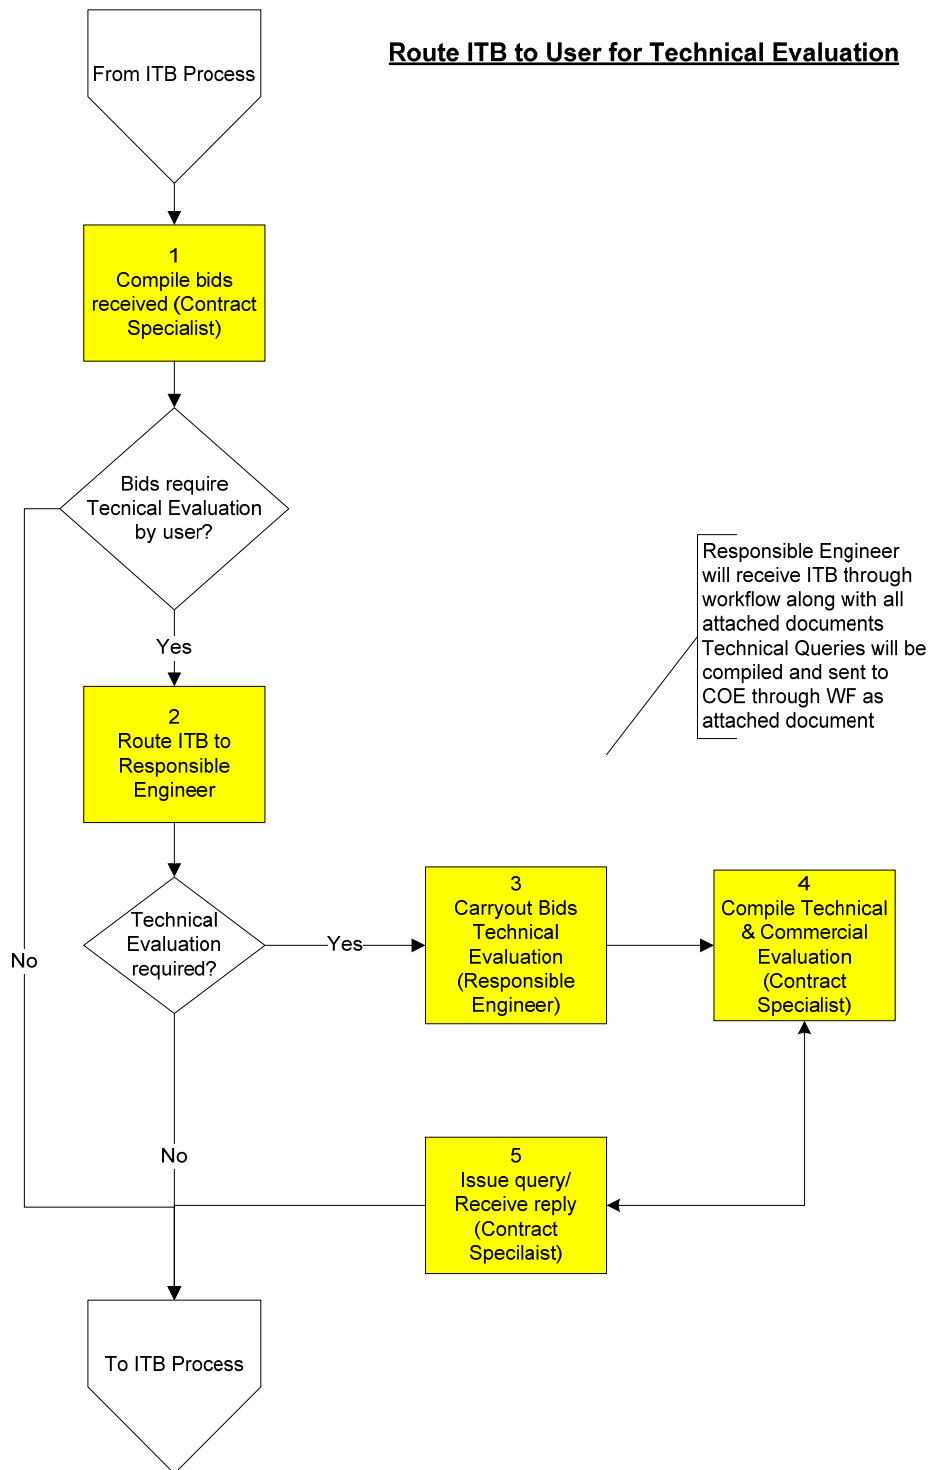 Route ITB to User for Technical Evaluation
From ITB Process
1
Compile bids
received (Contract
Specialist)
Bids require
Tecnical Evaluation
by user?
Yes
Responsible Engineer
will receive ITB through
workflow along with all
attached documents
Technical Queries will be
compiled and sent to
COE through WF as
attached document
2
Route ITB to
Responsible
Engineer
Technical
Evaluation
required?
Yes
3
Carryout Bids
Technical
Evaluation
(Responsible
Engineer)
4
Compile Technical
& Commercial
Evaluation
(Contract
Specialist)
No
No
5
Issue query/
Receive reply
(Contract
Specilaist)
To ITB Process